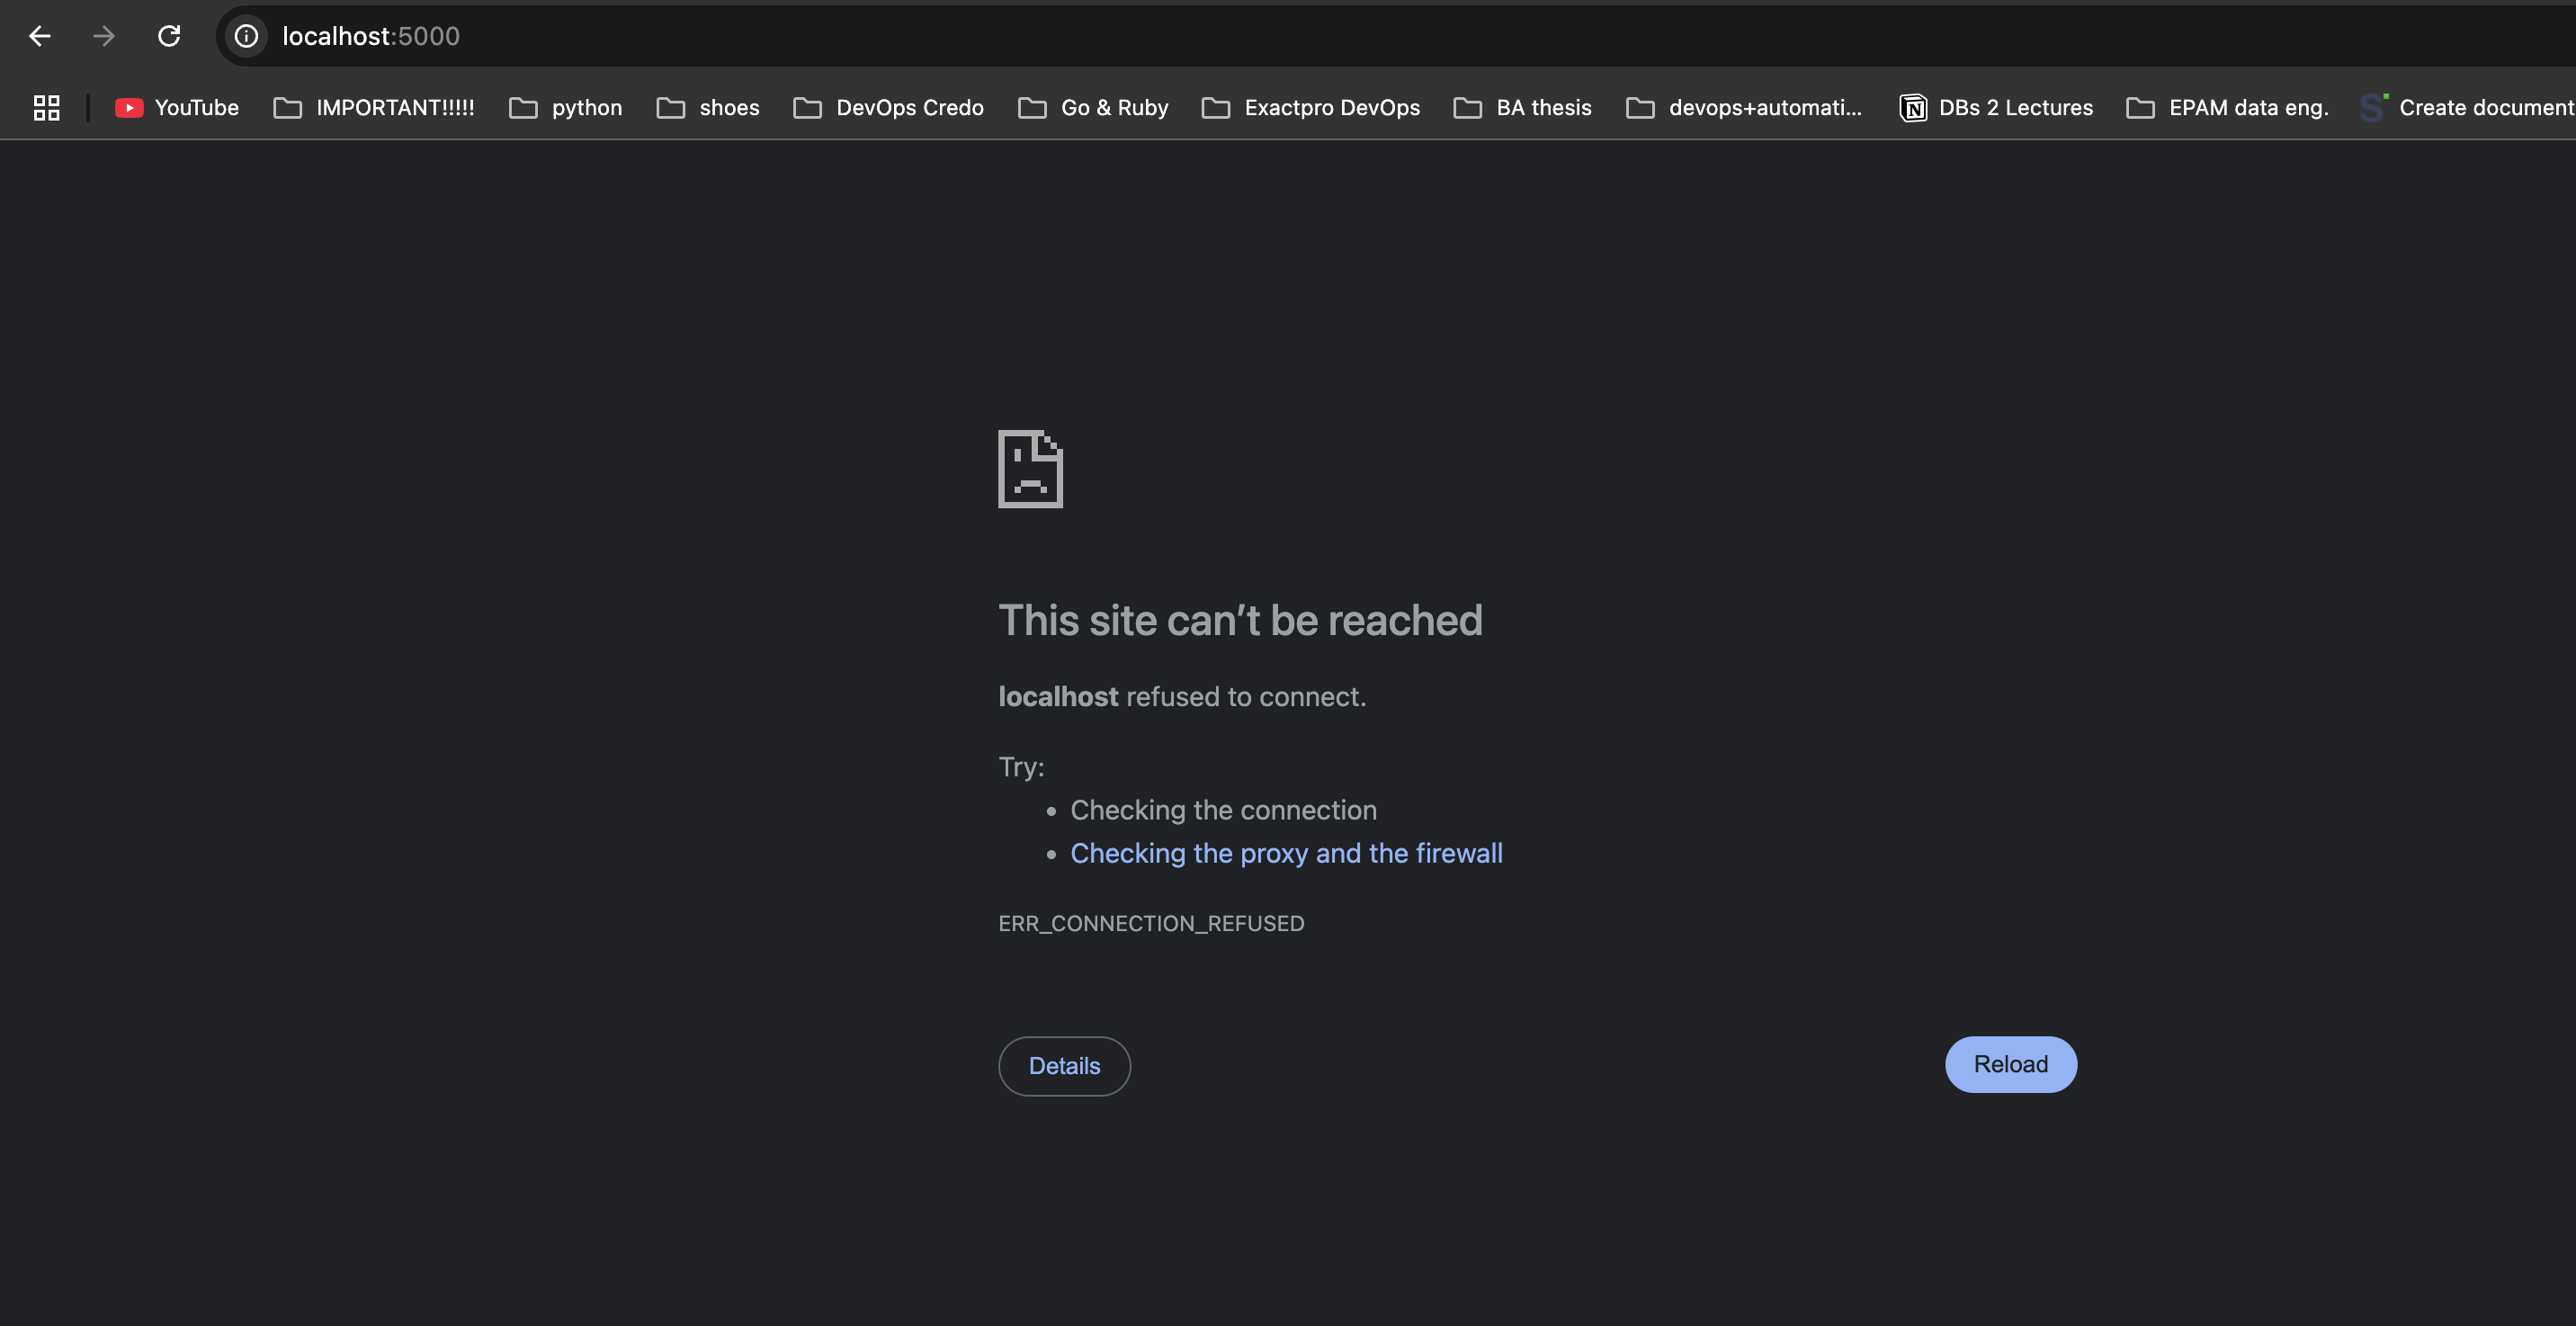 localhost:5000
YouTube IMPORTANT!!!!! python shoes DevOps Credo Go & Ruby Exactpro DevOps BA thesis devops+automati... DBs 2 Lectures EPAM data eng. Create document
This site can’t be reached
localhost refused to connect.
Try:
• Checking the connection
• Checking the proxy and the firewall
ERR_CONNECTION_REFUSED
Details Reload